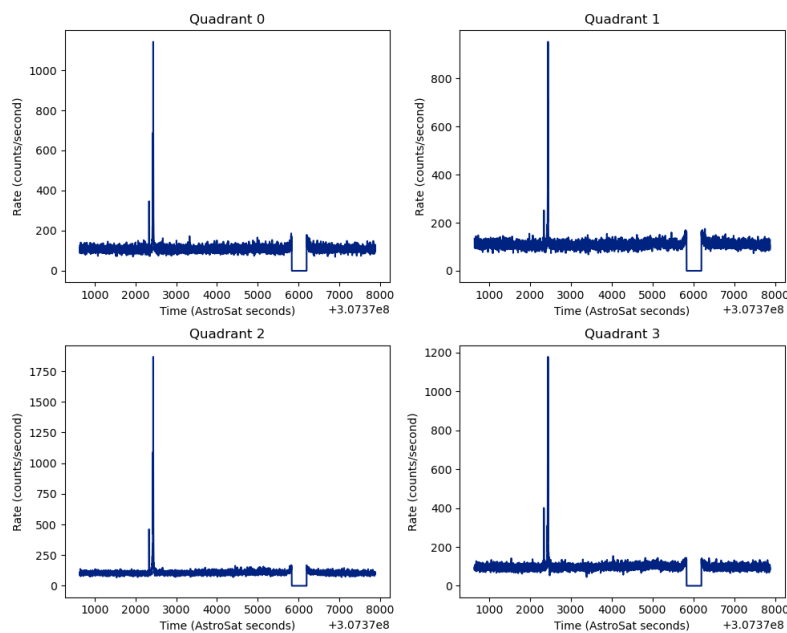 Quadrant 0
Rate (counts/second)
1000
800
600
400
200
0
1000 2000 3000 4000 5000 6000 7000 8000
Time (AstroSat seconds) +3.0737e8
Quadrant 1
Rate (counts/second)
800
600
400
200
0
1000 2000 3000 4000 5000 6000 7000 8000
Time (AstroSat seconds) +3.0737e8
Quadrant 2
Rate (counts/second)
1750
1500
1250
1000
750
500
250
0
1000 2000 3000 4000 5000 6000 7000 8000
Time (AstroSat seconds) +3.0737e8
Quadrant 3
Rate (counts/second)
1200
1000
800
600
400
200
0
1000 2000 3000 4000 5000 6000 7000 8000
Time (AstroSat seconds) +3.0737e8